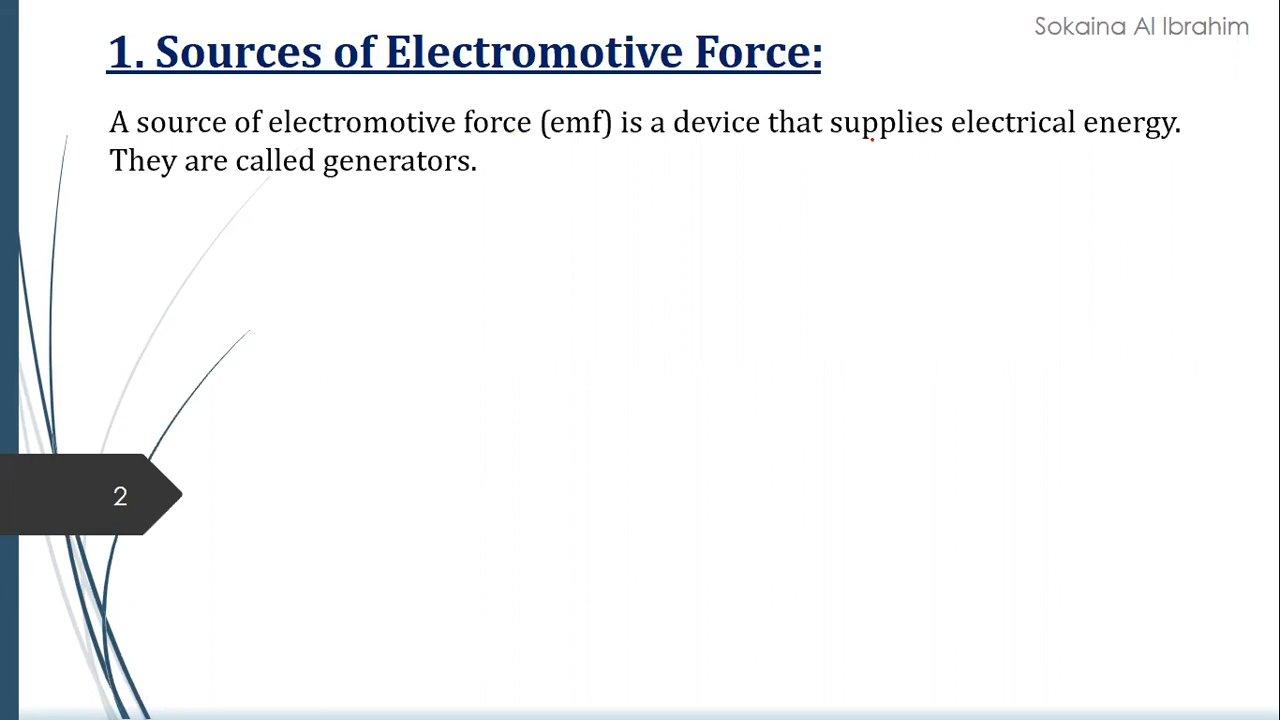 Sokaina Al Ibrahim
1. Sources of Electromotive Force:
A source of electromotive force (emf) is a device that supplies electrical energy.
They are called generators.
2